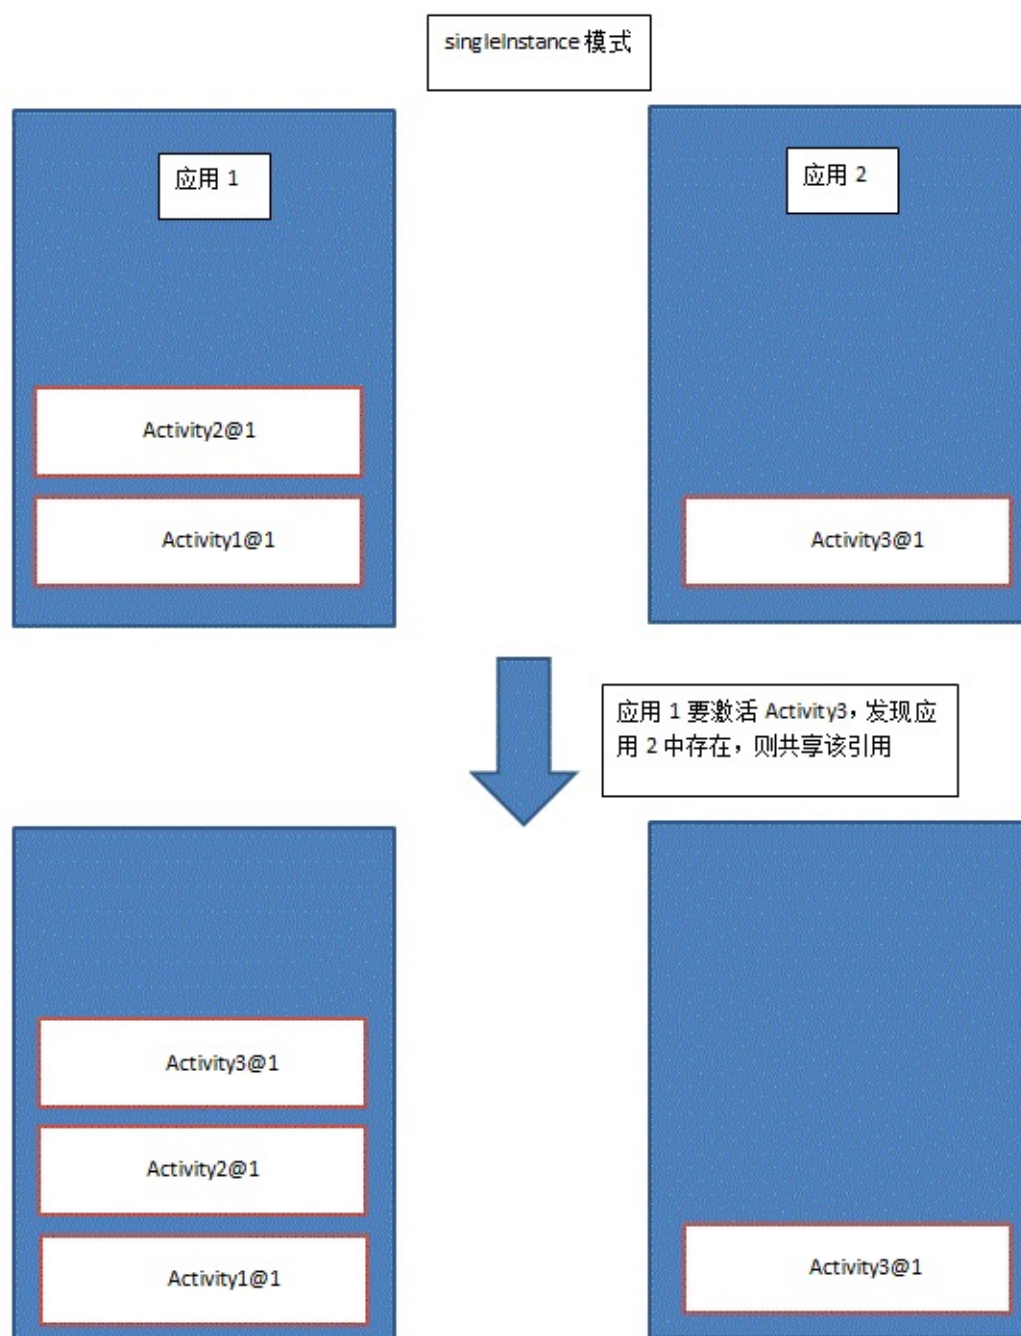 singleInstance 模式
应用 1
应用 2
Activity2@1
Activity1@1
Activity3@1
应用 1 要激活 Activity3，发现应
用 2 中存在，则共享该引用
Activity3@1
Activity2@1
Activity1@1
Activity3@1